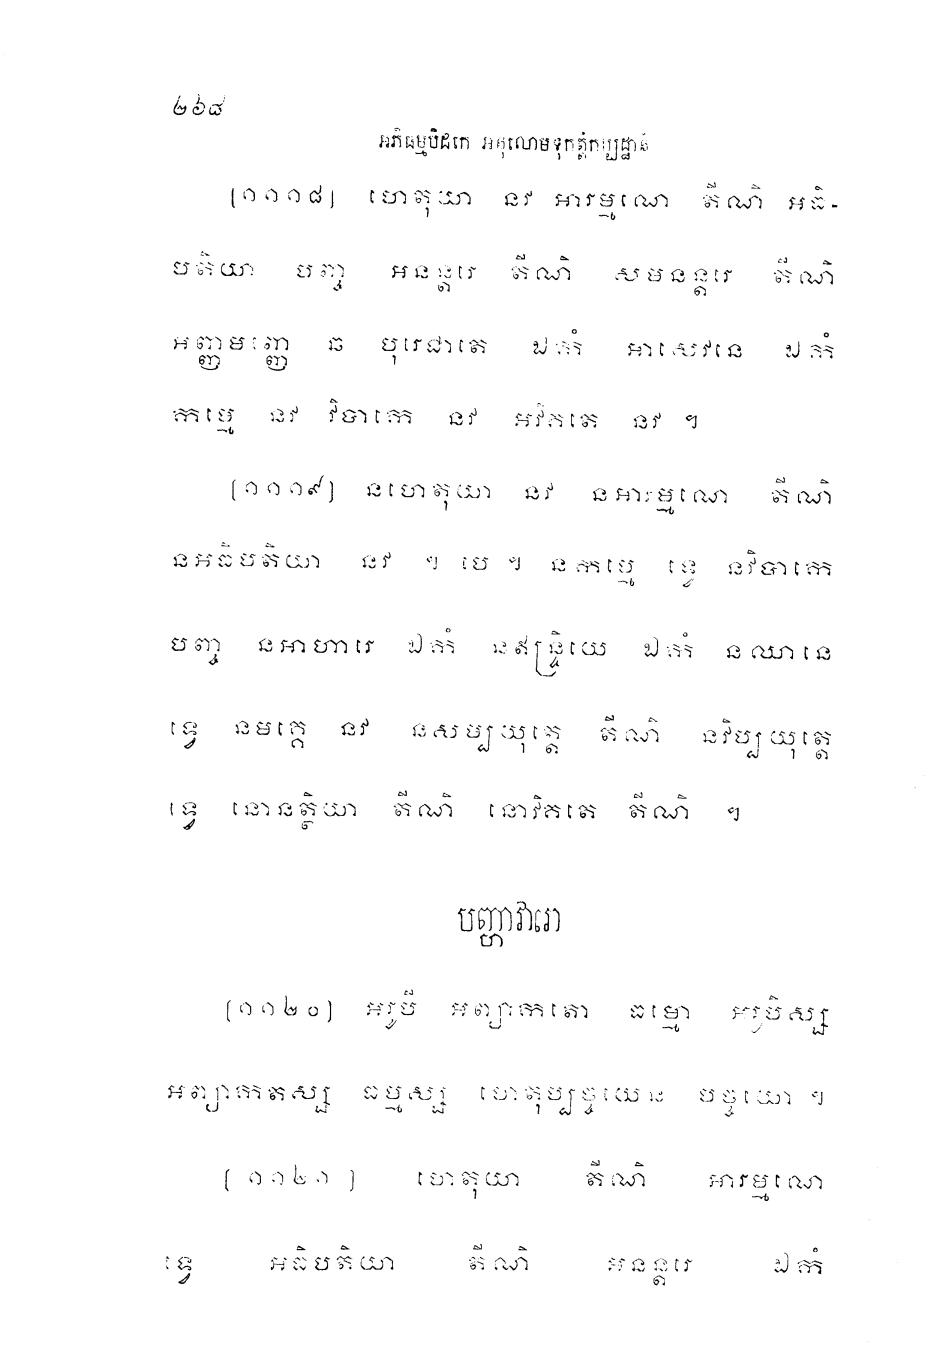 ២៦៨
អភិធម្មបិដកេ អនុលោមទុកត្តិកប្បដ្ឋានំ
[១១១៨] ហេតុយា នវ អារម្មណេ តីណិ អធិ-
បតិយា បញ្ច អនន្តរេ តីណិ សមនន្តរេ តីណិ
អញ្ញមញ្ញេ ឆ បុរេជាតេ ឯកំ អាសេវនេ ឯកំ
កម្មេ នវ វិបាកេ នវ អវិគតេ នវ ។
[១១១៩] នហេតុយា នវ នអារម្មណេ តីណិ
នអធិបតិយា នវ ។ បេ ។ នកម្មេ ទ្វេ នវិបាកេ
បញ្ច នអាហារេ ឯកំ នឥន្ទ្រិយេ ឯកំ នឈានេ
ទ្វេ នមគ្គេ នវ នសម្បយុត្តេ តីណិ នវិប្បយុត្តេ
ទ្វេ នោនត្ថិយា តីណិ នោវិគតេ តីណិ ។
បញ្ហាវារោ
[១១២០] អរូបី អព្យាកតោ ធម្មោ អរូបិស្ស
អព្យាកតស្ស ធម្មស្ស ហេតុប្បច្ចយេន បច្ចយោ ។
[១១២១] ហេតុយា តីណិ អារម្មណេ
ទ្វេ អធិបតិយា តីណិ អនន្តរេ ឯកំ